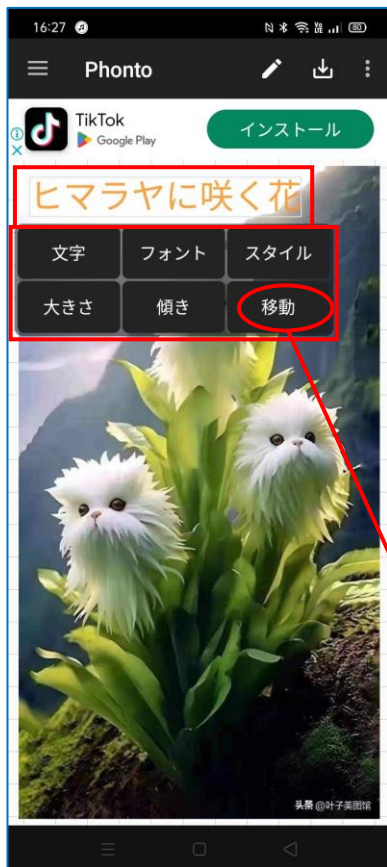 16:27
80
Phonto
TikTok
Google Play
インストール
ヒマラヤに咲く花
文字 フォント スタイル
大きさ 傾き 移動
头条 @叶子美图馆